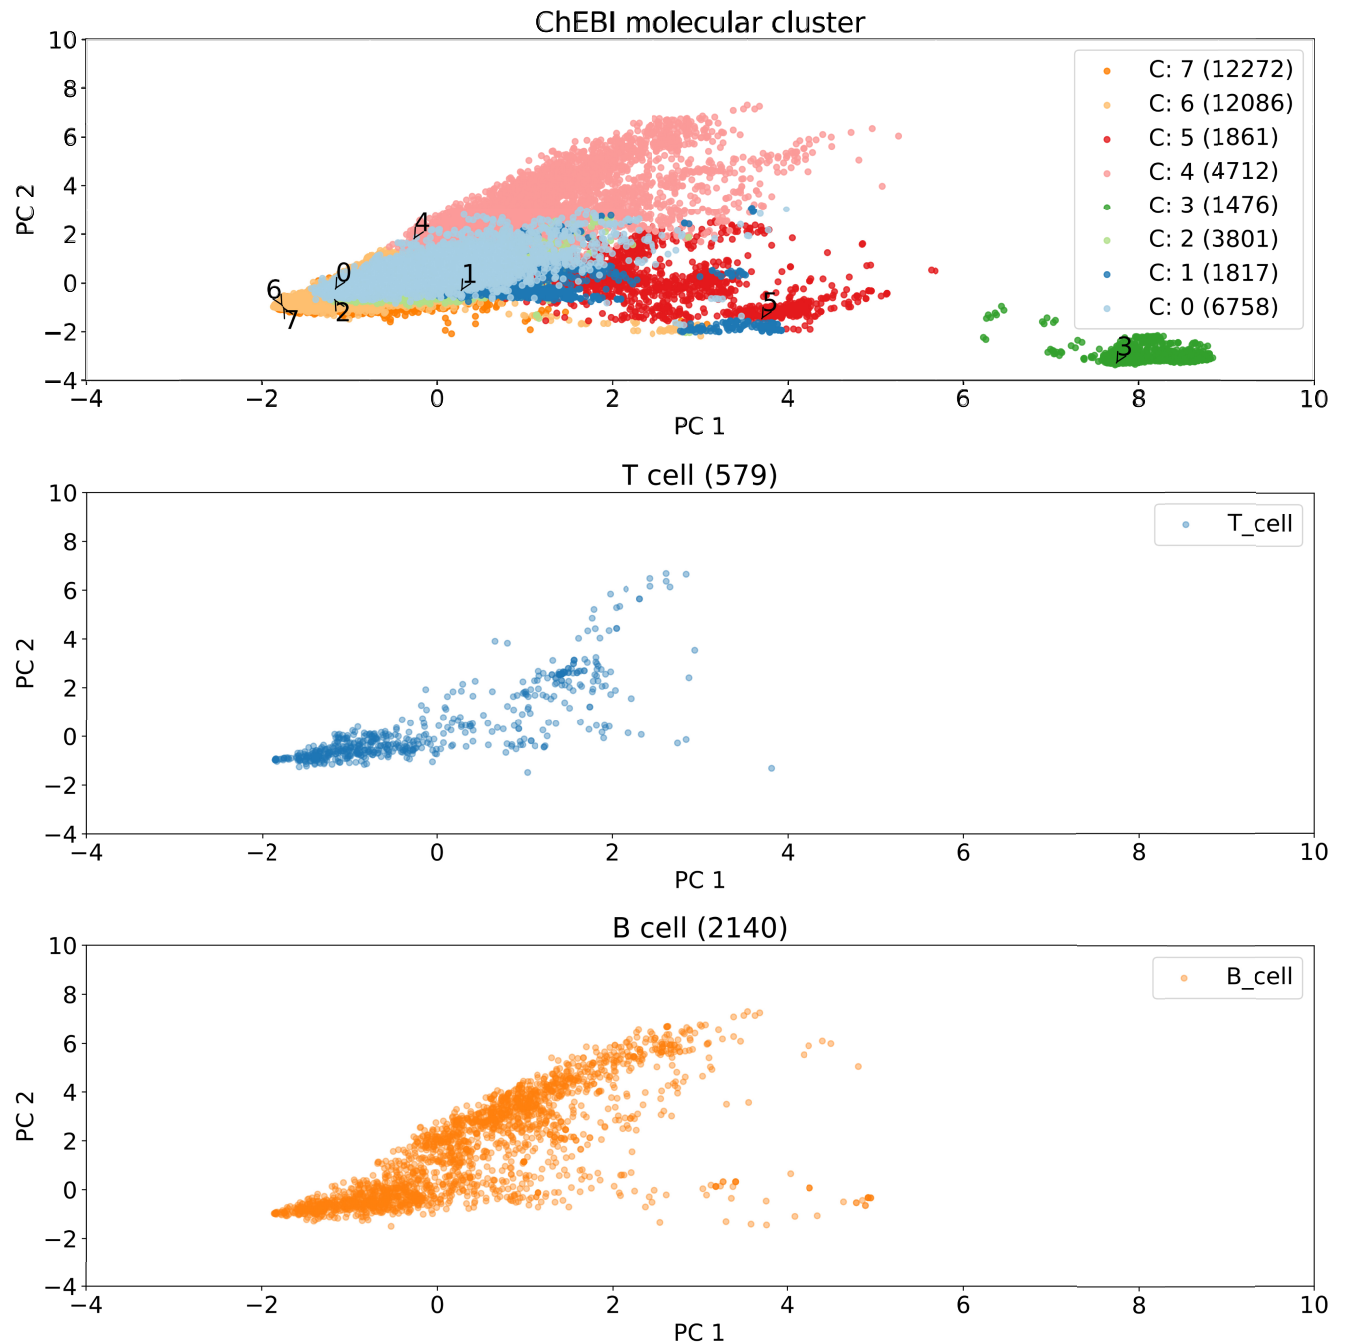 ChEBI molecular cluster
10
8
6
4
2
0
−2
−4
PC 2
C: 7 (12272)
C: 6 (12086)
C: 5 (1861)
C: 4 (4712)
C: 3 (1476)
C: 2 (3801)
C: 1 (1817)
C: 0 (6758)
4
0
1
6
2
7
5
3
−4 −2 0 2 4 6 8 10
PC 1
T cell (579)
10
8
6
4
2
0
−2
−4
PC 2
T_cell
−4 −2 0 2 4 6 8 10
PC 1
B cell (2140)
10
8
6
4
2
0
−2
−4
PC 2
B_cell
−4 −2 0 2 4 6 8 10
PC 1